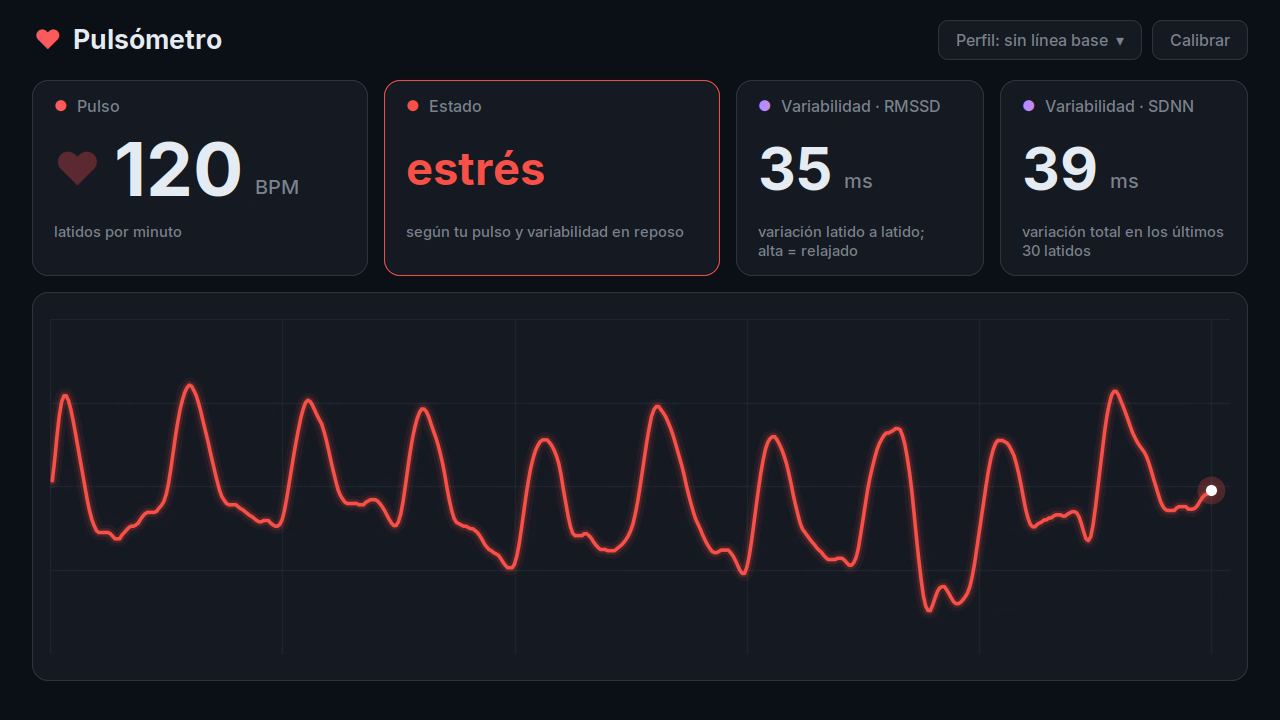 Pulsómetro
Perfil: sin línea base ▾
Calibrar
Pulso
120 BPM
latidos por minuto
Estado
estrés
según tu pulso y variabilidad en reposo
Variabilidad · RMSSD
35 ms
variación latido a latido;
alta = relajado
Variabilidad · SDNN
39 ms
variación total en los últimos
30 latidos